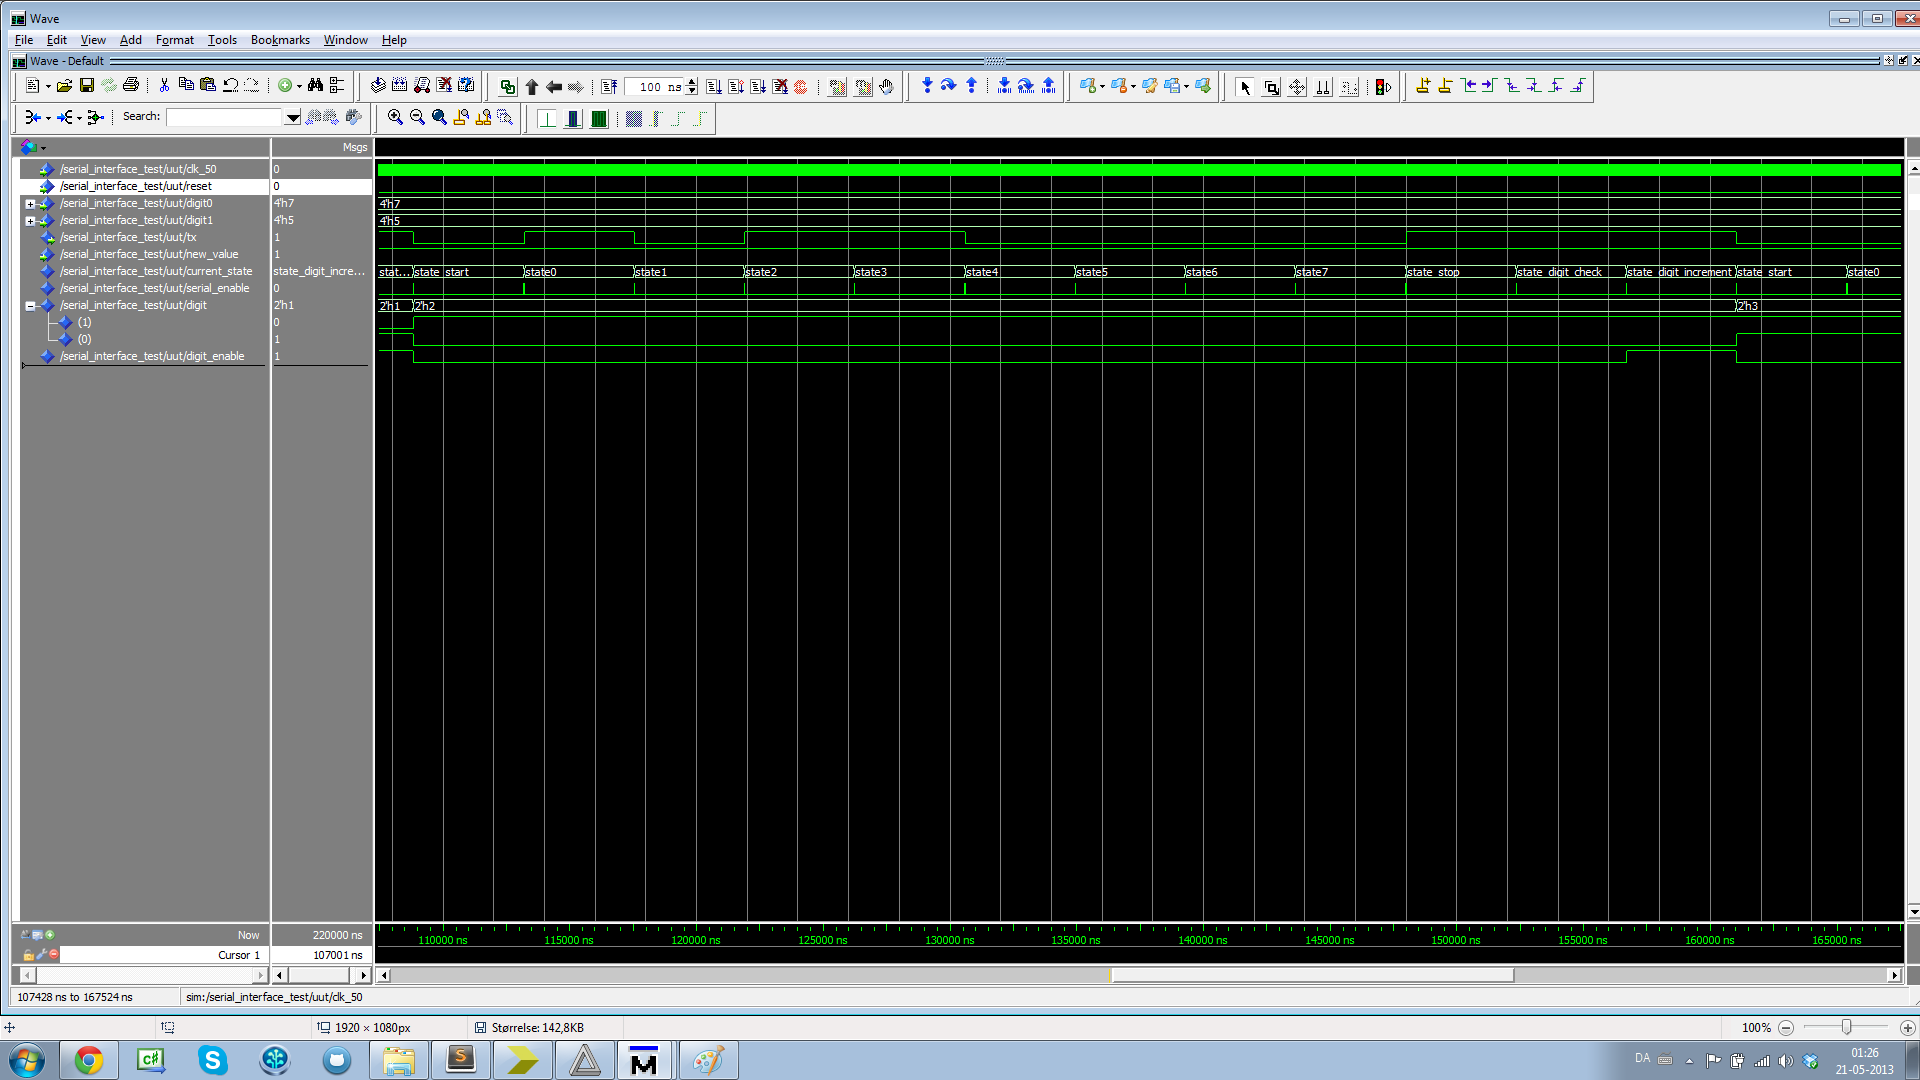 Wave
File Edit View Add Format Tools Bookmarks Window Help
Wave - Default
100 ns
Search:
Msgs
/serial_interface_test/uut/clk_50 0
/serial_interface_test/uut/reset 0
/serial_interface_test/uut/digit0 4'h7 4'h7
/serial_interface_test/uut/digit1 4'h5 4'h5
/serial_interface_test/uut/tx 1
/serial_interface_test/uut/new_value 1
/serial_interface_test/uut/current_state state_digit_incre... stat... state_start state0 state1 state2 state3 state4 state5 state6 state7 state_stop state_digit_check state_digit_increment state_start state0
/serial_interface_test/uut/serial_enable 0
/serial_interface_test/uut/digit 2'h1 2'h1 2'h2 2'h3
(1) 0
(0) 1
/serial_interface_test/uut/digit_enable 1
Now 220000 ns 110000 ns 115000 ns 120000 ns 125000 ns 130000 ns 135000 ns 140000 ns 145000 ns 150000 ns 155000 ns 160000 ns 165000 ns
Cursor 1 107001 ns
107428 ns to 167524 ns sim:/serial_interface_test/uut/clk_50
1920 × 1080px Størrelse: 142,8KB 100%
DA 01:26
21-05-2013